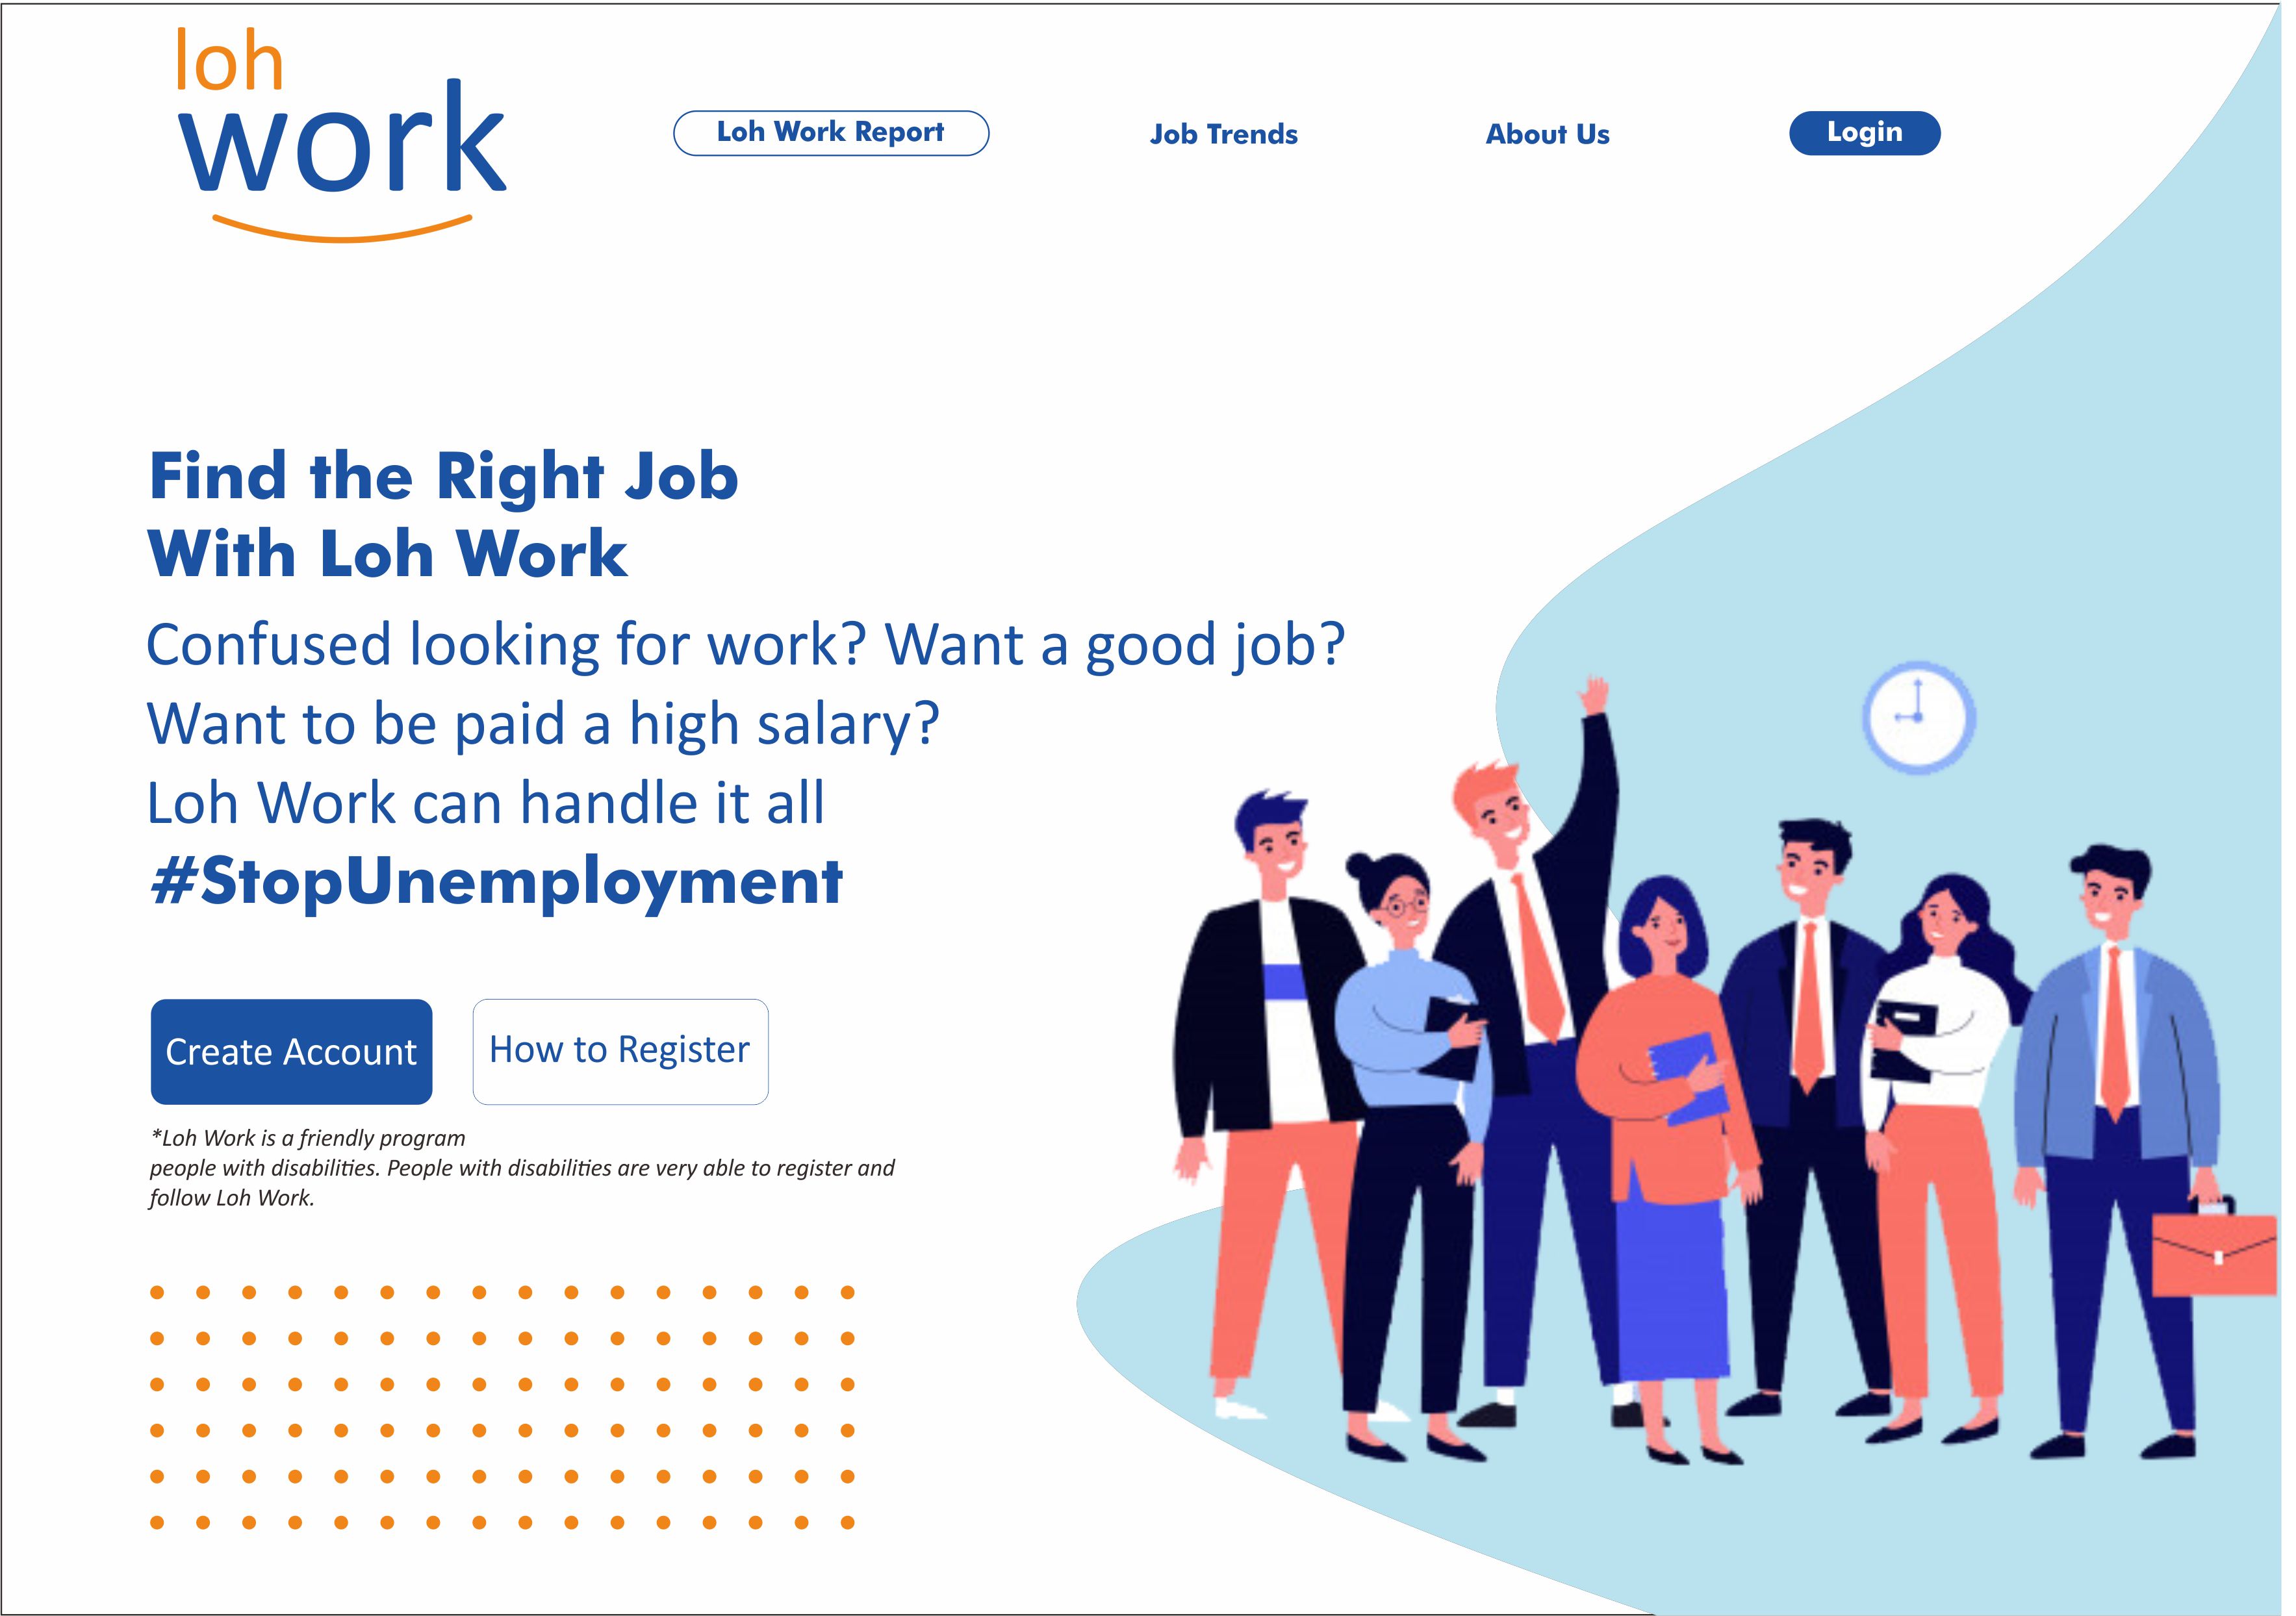 loh
work
Loh Work Report
Job Trends
About Us
Login
Find the Right Job
With Loh Work
Confused looking for work? Want a good job?
Want to be paid a high salary?
Loh Work can handle it all
#StopUnemployment
Create Account
How to Register
*Loh Work is a friendly program
people with disabilities. People with disabilities are very able to register and
follow Loh Work.